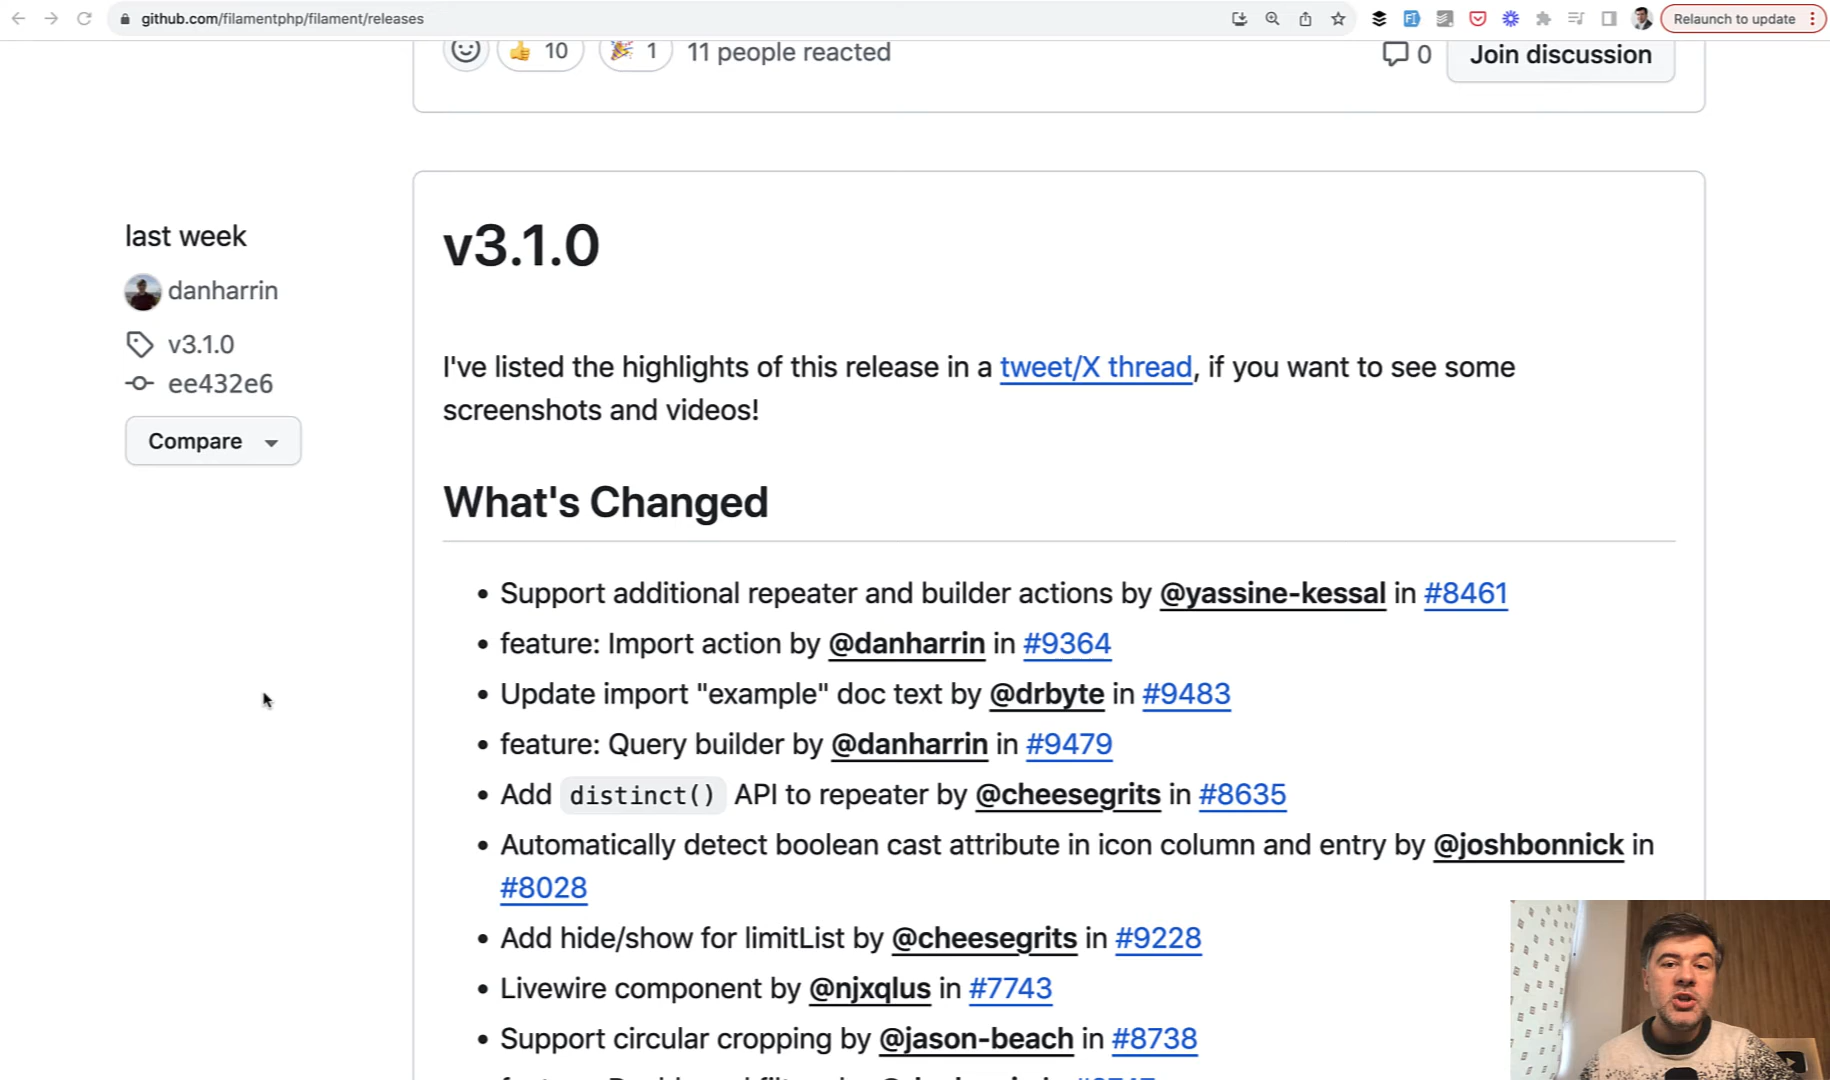 github.com/filamentphp/filament/releases
Relaunch to update
10
1
11 people reacted
0
Join discussion
last week
danharrin
v3.1.0
ee432e6
Compare
v3.1.0
I've listed the highlights of this release in a tweet/X thread, if you want to see some
screenshots and videos!
What's Changed
• Support additional repeater and builder actions by @yassine-kessal in #8461
• feature: Import action by @danharrin in #9364
• Update import "example" doc text by @drbyte in #9483
• feature: Query builder by @danharrin in #9479
• Add distinct() API to repeater by @cheesegrits in #8635
• Automatically detect boolean cast attribute in icon column and entry by @joshbonnick in
#8028
• Add hide/show for limitList by @cheesegrits in #9228
• Livewire component by @njxqlus in #7743
• Support circular cropping by @jason-beach in #8738